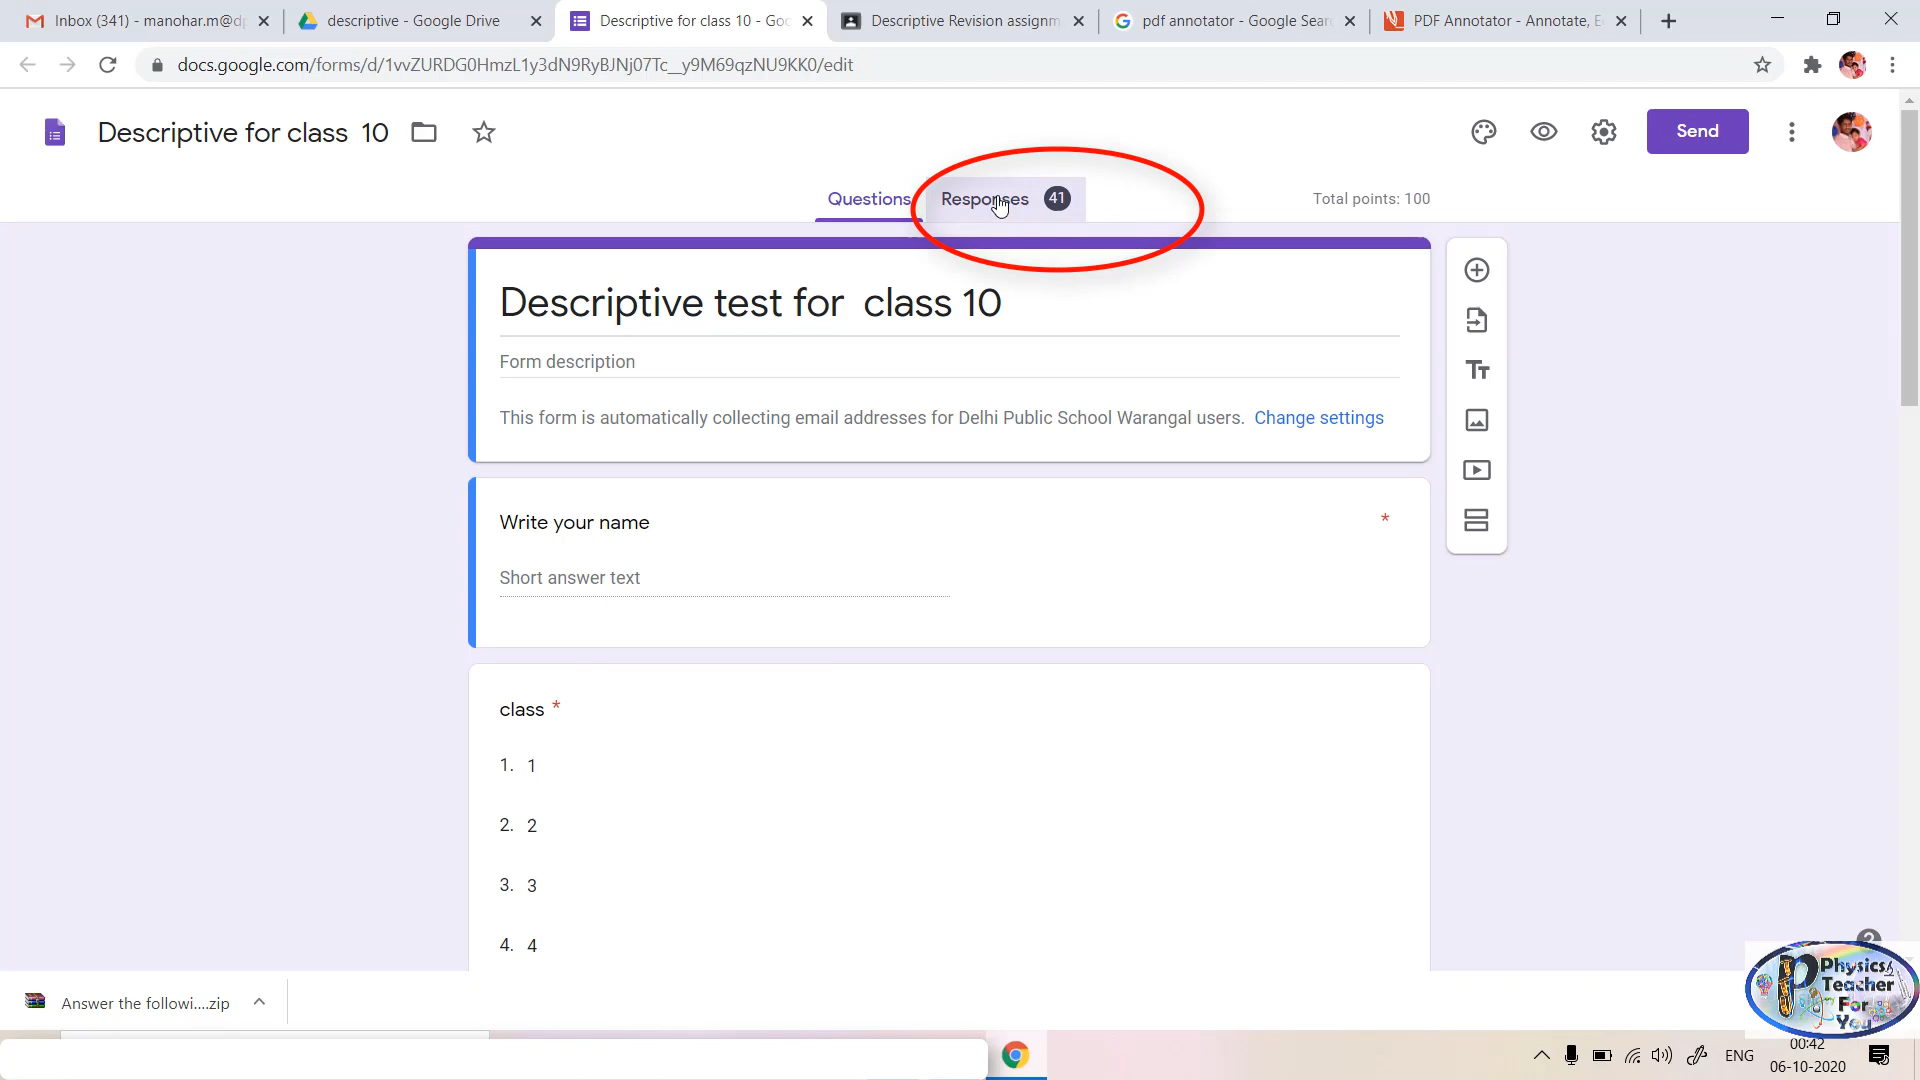 Inbox (341) - manohar.m@dp
descriptive - Google Drive
Descriptive for class 10 - Goo
Descriptive Revision assignm
pdf annotator - Google Sear
PDF Annotator - Annotate, E
docs.google.com/forms/d/1vvZURDG0HmzL1y3dN9RyBJNj07Tc__y9M69qzNU9KK0/edit
Descriptive for class 10
Send
Questions
Responses 41
Total points: 100
Descriptive test for class 10
Form description
This form is automatically collecting email addresses for Delhi Public School Warangal users. Change settings
Write your name *
Short answer text
class *
1. 1
2. 2
3. 3
4. 4
Answer the followi....zip
Physics
Teacher
For
You
ENG
00:42
06-10-2020